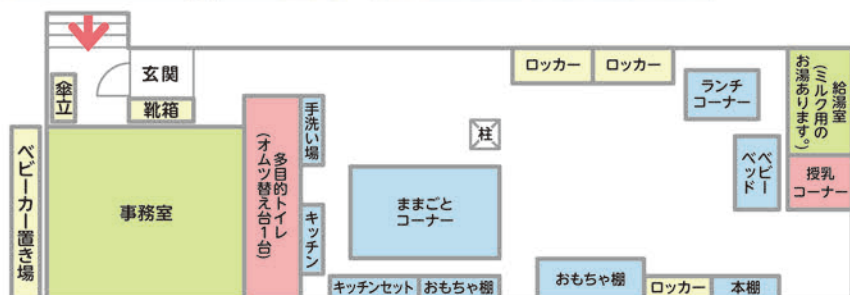 傘立
玄関
靴箱
ベビーカー置き場
事務室
多目的トイレ
(オムツ替え台1台)
手洗い場
キッチン
ままごと
コーナー
柱
キッチンセット
おもちゃ棚
ロッカー
ロッカー
ランチ
コーナー
給湯室
(ミルク用の
お湯あります。)
ベビー
ベッド
授乳
コーナー
おもちゃ棚
ロッカー
本棚